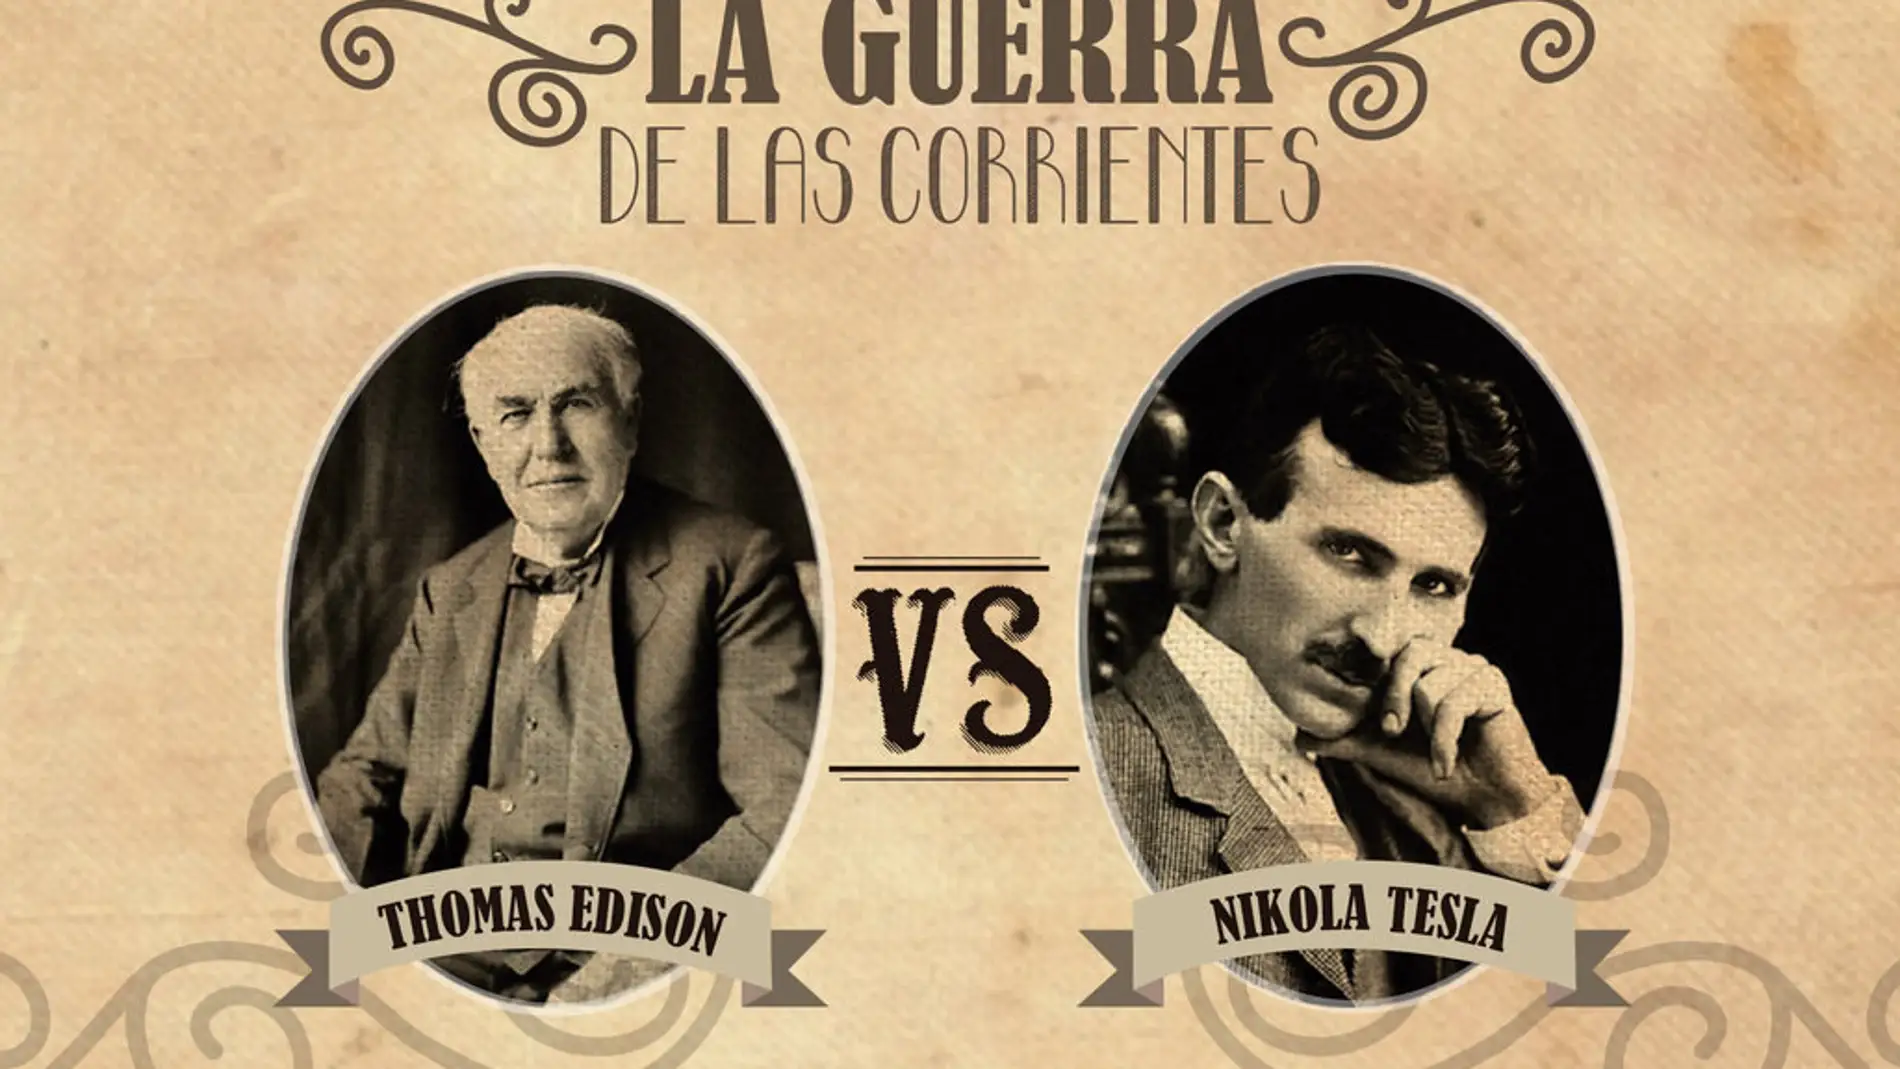 LA GUERRA
DE LAS CORRIENTES
VS
THOMAS EDISON
NIKOLA TESLA